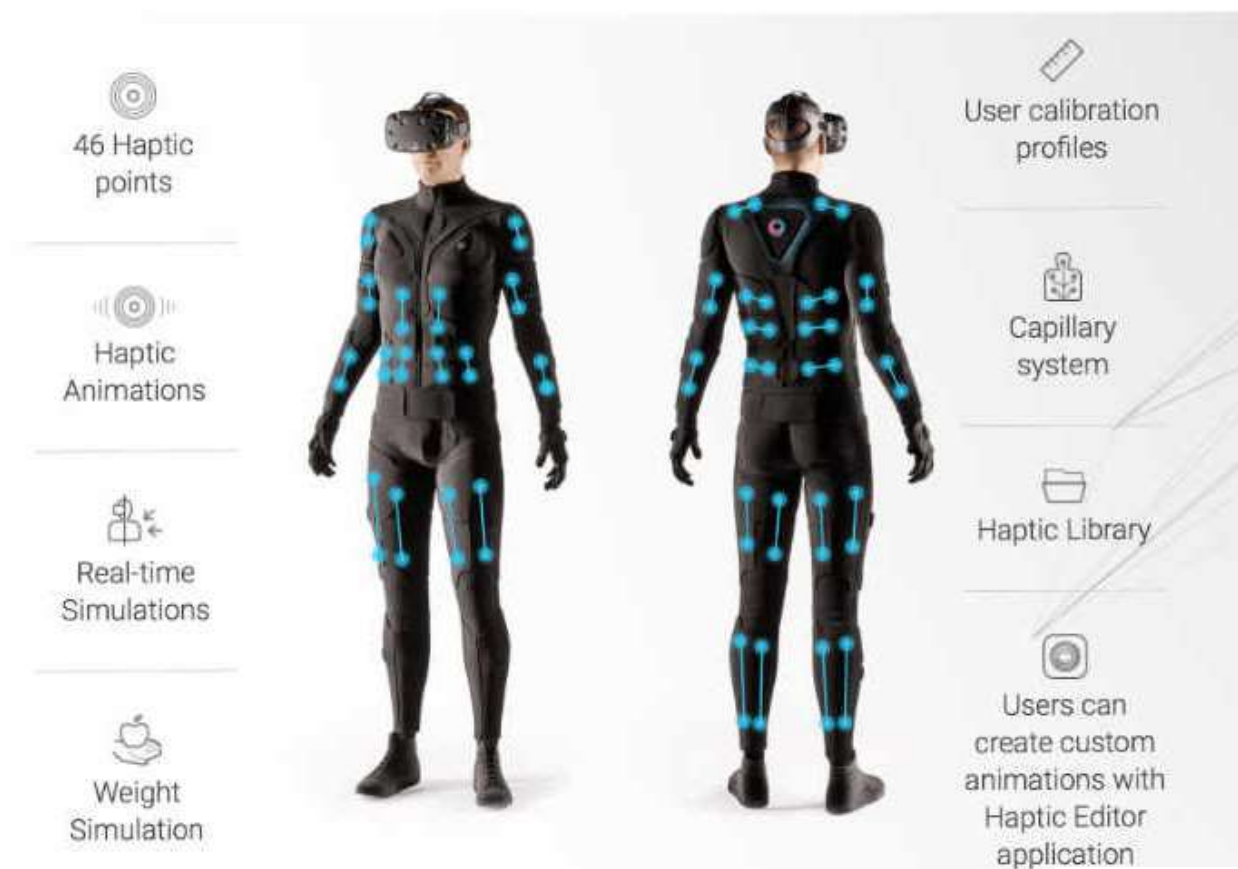 46 Haptic
points
Haptic
Animations
Real-time
Simulations
Weight
Simulation
User calibration
profiles
Capillary
system
Haptic Library
Users can
create custom
animations with
Haptic Editor
application